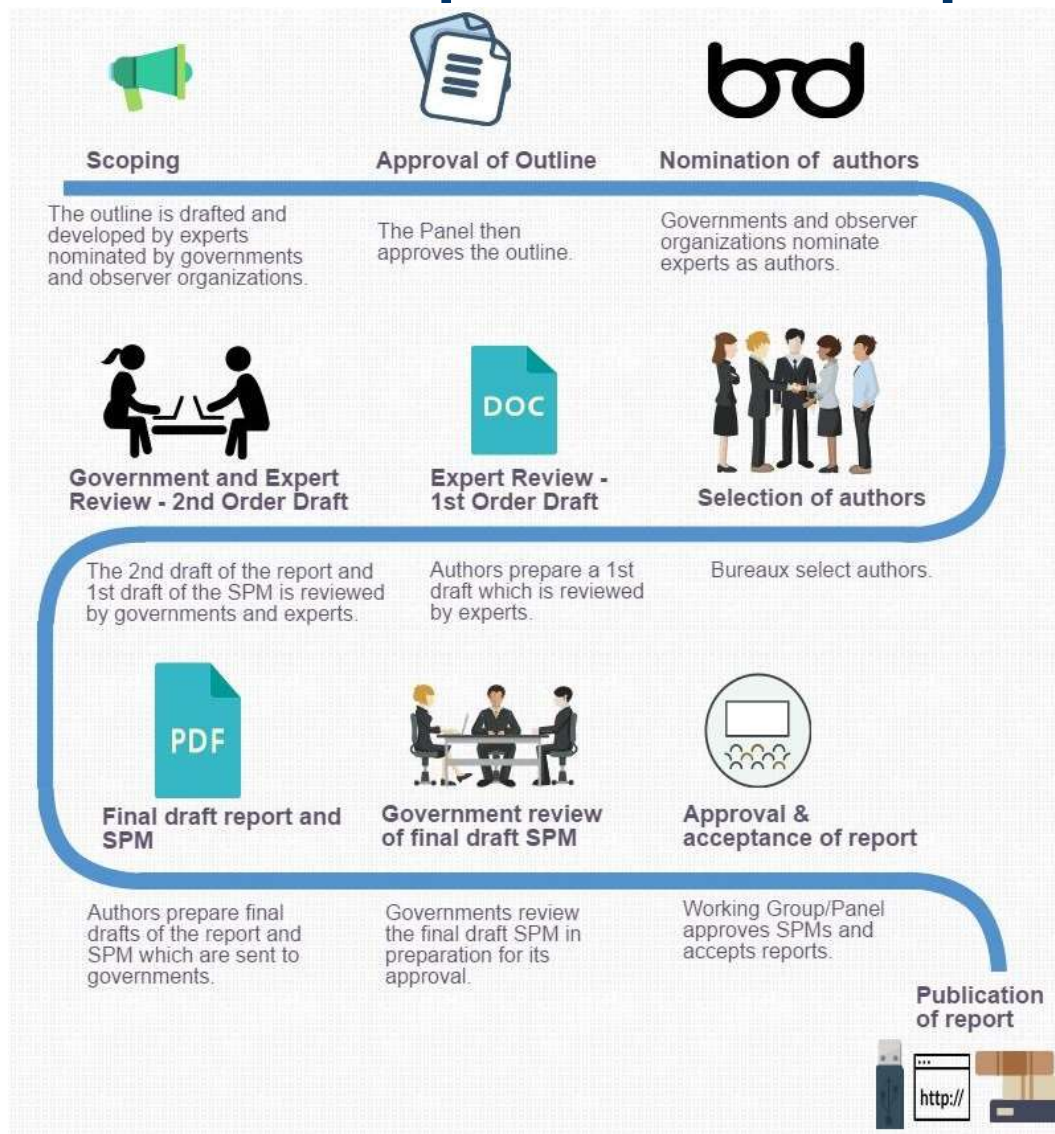 Scoping
Approval of Outline
Nomination of authors
The outline is drafted and
developed by experts
nominated by governments
and observer organizations.
The Panel then
approves the outline.
Governments and observer
organizations nominate
experts as authors.
DOC
Selection of authors
Bureaux select authors.
Expert Review -
1st Order Draft
Authors prepare a 1st
draft which is reviewed
by experts.
Government and Expert
Review - 2nd Order Draft
The 2nd draft of the report and
1st draft of the SPM is reviewed
by governments and experts.
PDF
Final draft report and
SPM
Authors prepare final
drafts of the report and
SPM which are sent to
governments.
Government review
of final draft SPM
Governments review
the final draft SPM in
preparation for its
approval.
Approval &
acceptance of report
Working Group/Panel
approves SPMs and
accepts reports.
Publication
of report
http://